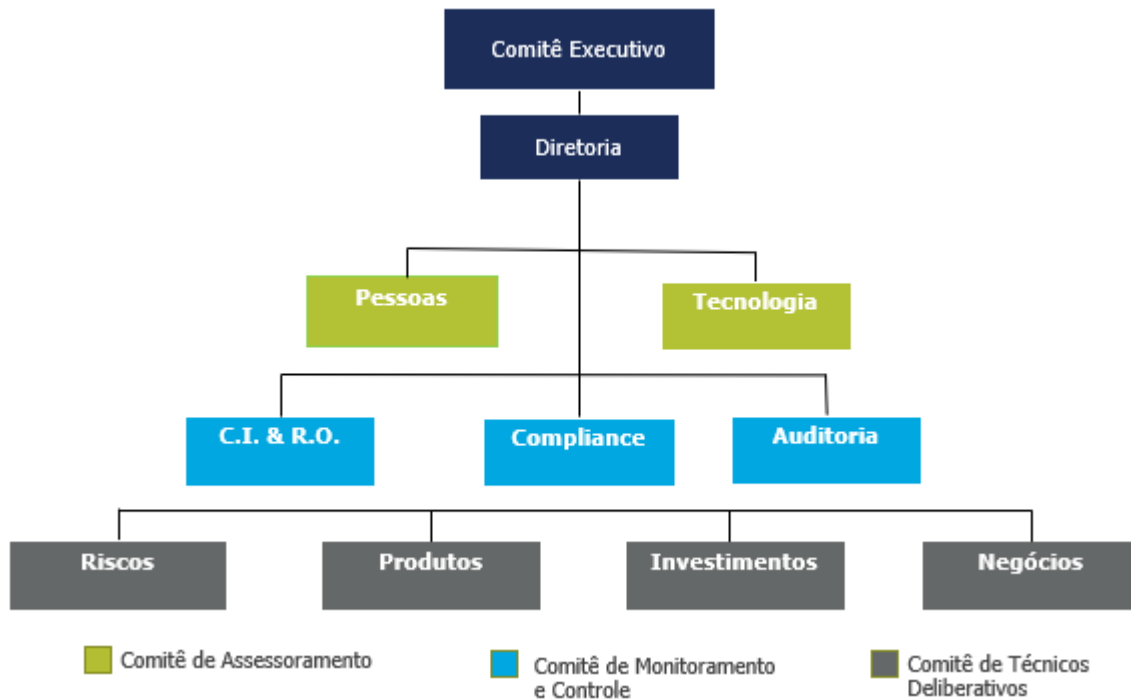 Comitê Executivo
Diretoria
Pessoas
Tecnologia
C.I. & R.O.
Compliance
Auditoria
Riscos
Produtos
Investimentos
Negócios
Comitê de Assessoramento
Comitê de Monitoramento
e Controle
Comitê de Técnicos
Deliberativos